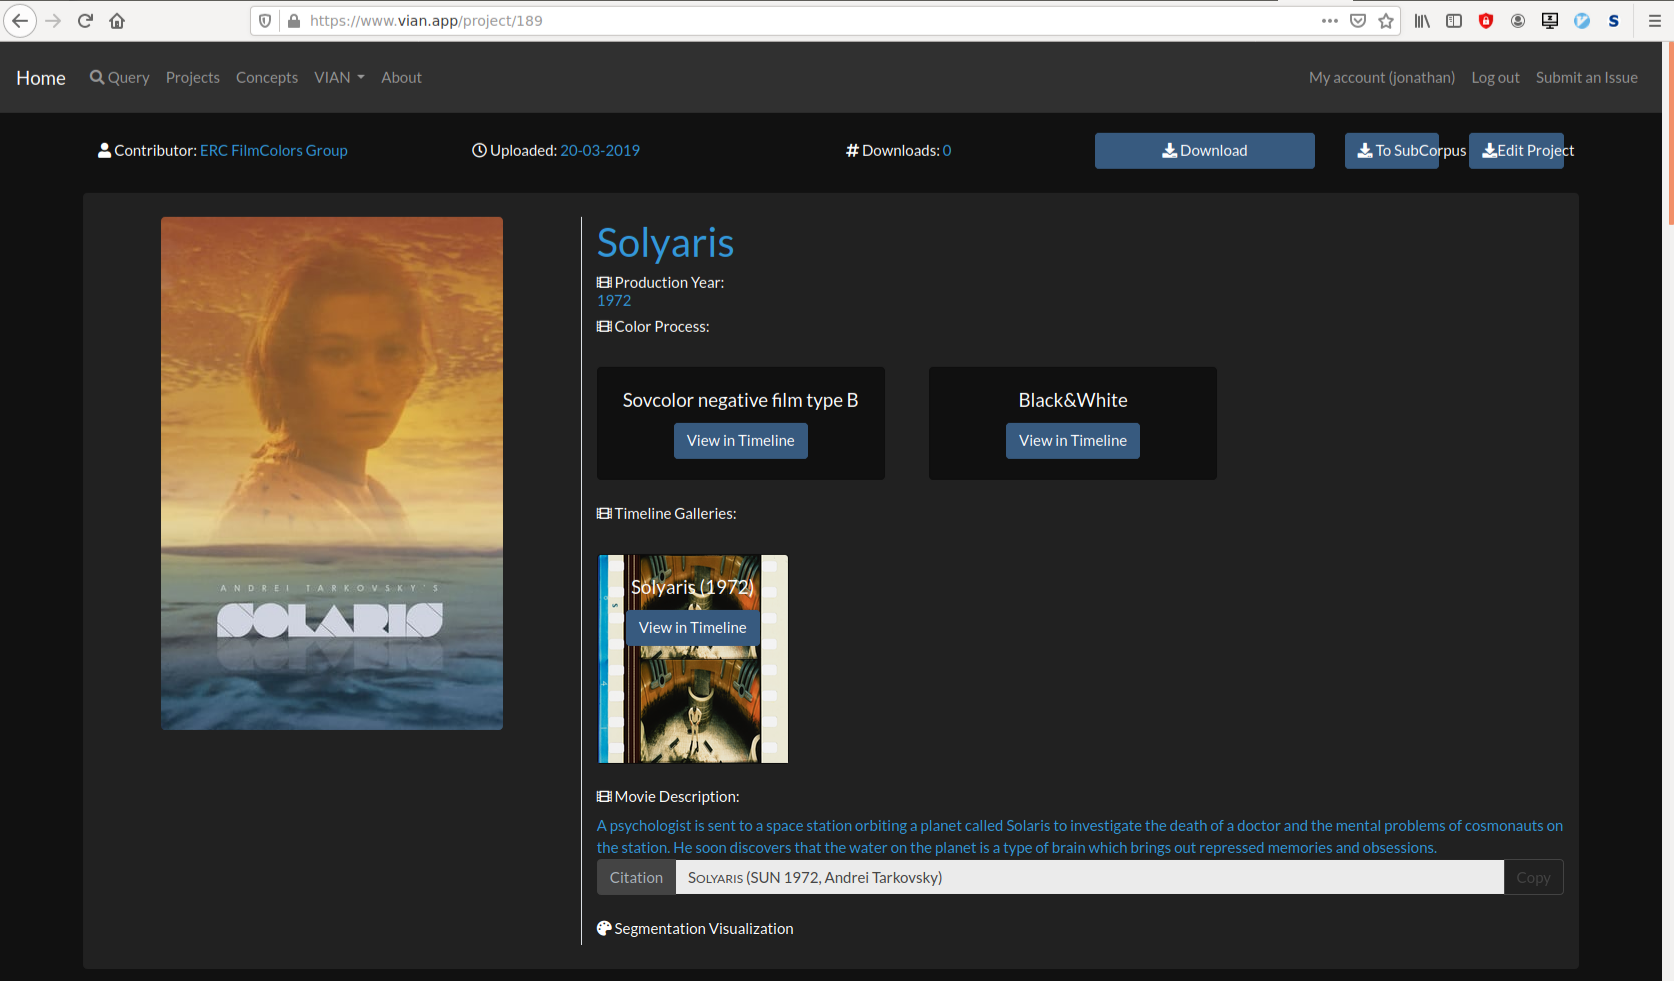 https://www.vian.app/project/189
Home Query Projects Concepts VIAN About My account (jonathan) Log out Submit an Issue
Contributor: ERC FilmColors Group Uploaded: 20-03-2019 # Downloads: 0 Download To SubCorpus Edit Project
Solyaris
Production Year:
1972
Color Process:
Sovcolor negative film type B
View in Timeline
Black&White
View in Timeline
Timeline Galleries:
Solyaris (1972)
View in Timeline
ANDREI TARKOVSKY'S
SOLARIS
Movie Description:
A psychologist is sent to a space station orbiting a planet called Solaris to investigate the death of a doctor and the mental problems of cosmonauts on
the station. He soon discovers that the water on the planet is a type of brain which brings out repressed memories and obsessions.
Citation SOLYARIS (SUN 1972, Andrei Tarkovsky) Copy
Segmentation Visualization